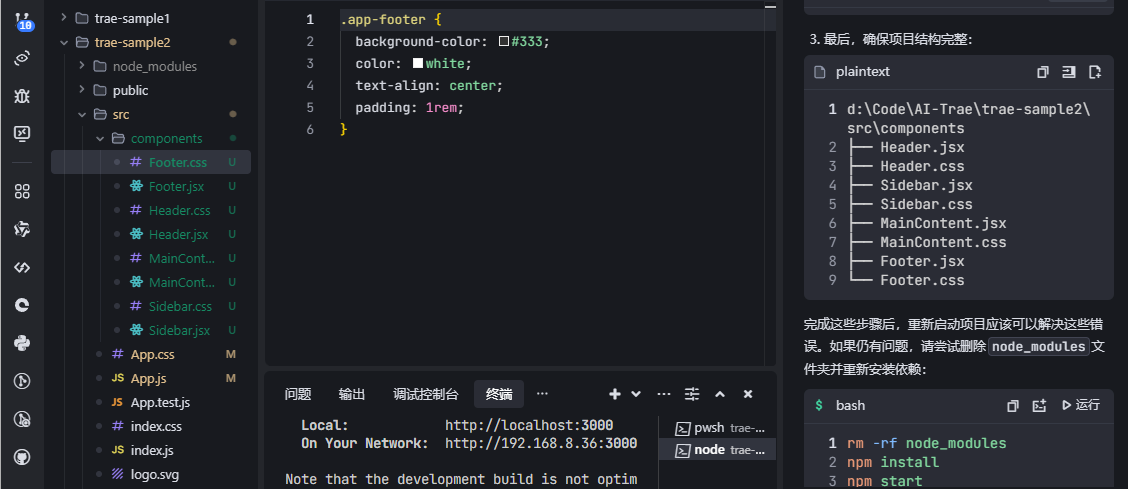 10
trae-sample1
trae-sample2
node_modules
public
src
components
# Footer.css U
Footer.jsx U
# Header.css U
Header.jsx U
# MainCont... U
MainCont... U
# Sidebar.css U
Sidebar.jsx U
# App.css M
JS App.js M
JS App.test.js
# index.css
JS index.js
logo.svg
1 .app-footer {
2 background-color: #333;
3 color: white;
4 text-align: center;
5 padding: 1rem;
6 }
问题 输出 调试控制台 终端 ...
Local: http://localhost:3000
On Your Network: http://192.168.8.36:3000
Note that the development build is not optim
pwsh trae-...
node trae-...
3. 最后，确保项目结构完整：
plaintext
1 d:\Code\AI-Trae\trae-sample2\
src\components
2 ├── Header.jsx
3 ├── Header.css
4 ├── Sidebar.jsx
5 ├── Sidebar.css
6 ├── MainContent.jsx
7 ├── MainContent.css
8 ├── Footer.jsx
9 └── Footer.css
完成这些步骤后，重新启动项目应该可以解决这些错
误。如果仍有问题，请尝试删除 node_modules 文
件夹并重新安装依赖：
$ bash 运行
1 rm -rf node_modules
2 npm install
3 npm start